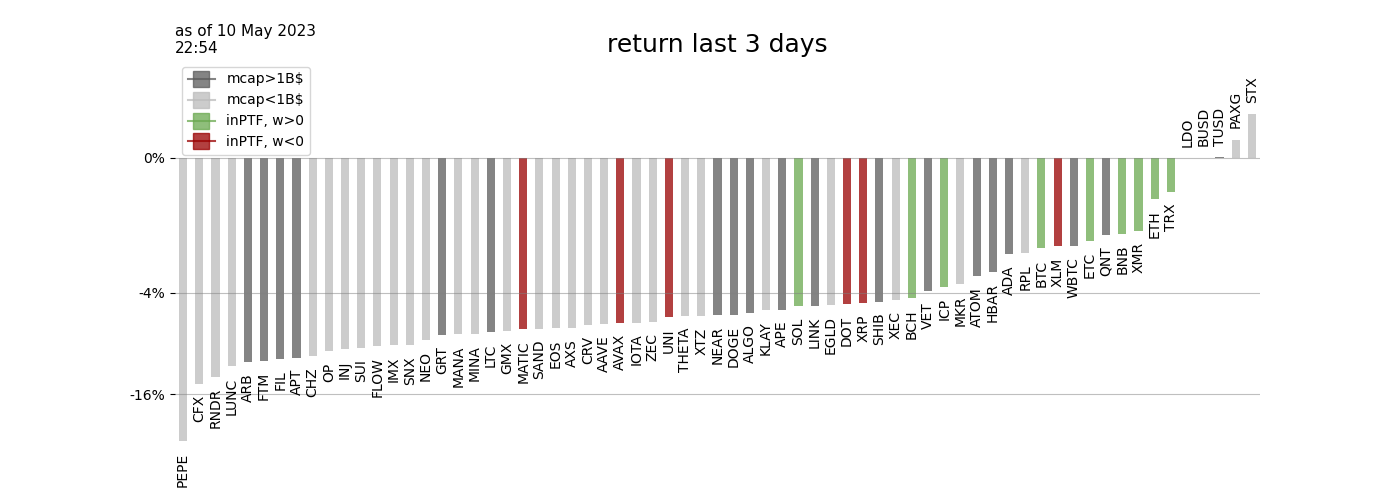 as of 10 May 2023
22:54
return last 3 days
mcap>1B$
mcap<1B$
inPTF, w>0
inPTF, w<0
0%
-4%
-16%
PEPE
CFX
RNDR
LUNC
ARB
FTM
FIL
APT
CHZ
OP
INJ
SUI
FLOW
IMX
SNX
NEO
GRT
MANA
MINA
LTC
GMX
MATIC
SAND
EOS
AXS
CRV
AAVE
AVAX
IOTA
ZEC
UNI
THETA
XTZ
NEAR
DOGE
ALGO
KLAY
APE
SOL
LINK
EGLD
DOT
XRP
SHIB
XEC
BCH
VET
ICP
MKR
ATOM
HBAR
ADA
RPL
BTC
XLM
WBTC
ETC
QNT
BNB
XMR
ETH
TRX
LDO
BUSD
TUSD
PAXG
STX